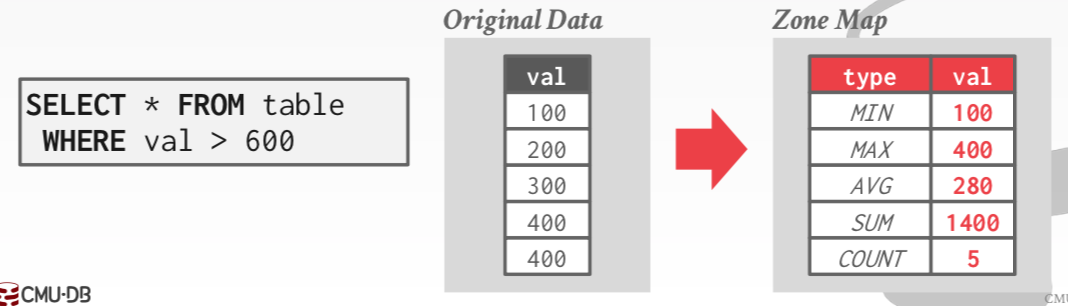 Original Data
Zone Map
SELECT * FROM table
WHERE val > 600
val
100
200
300
400
400
type val
MIN 100
MAX 400
AVG 280
SUM 1400
COUNT 5
CMU·DB
CMU